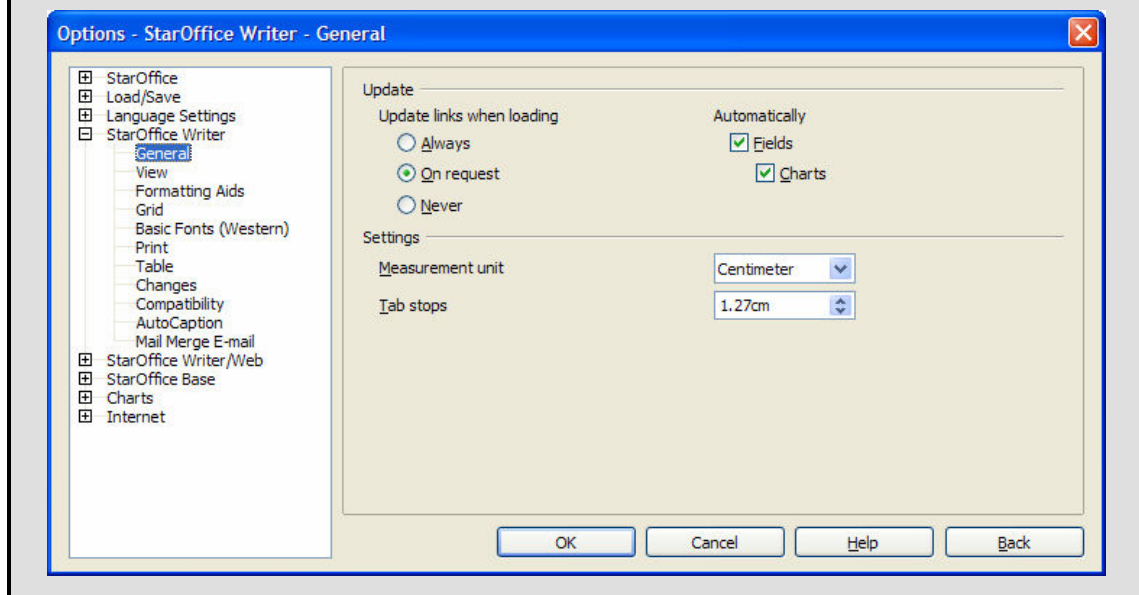 Options - StarOffice Writer - General
StarOffice
Load/Save
Language Settings
StarOffice Writer
General
View
Formatting Aids
Grid
Basic Fonts (Western)
Print
Table
Changes
Compatibility
AutoCaption
Mail Merge E-mail
StarOffice Writer/Web
StarOffice Base
Charts
Internet
Update
Update links when loading
Always
On request
Never
Automatically
Fields
Charts
Settings
Measurement unit
Centimeter
Tab stops
1.27cm
OK
Cancel
Help
Back